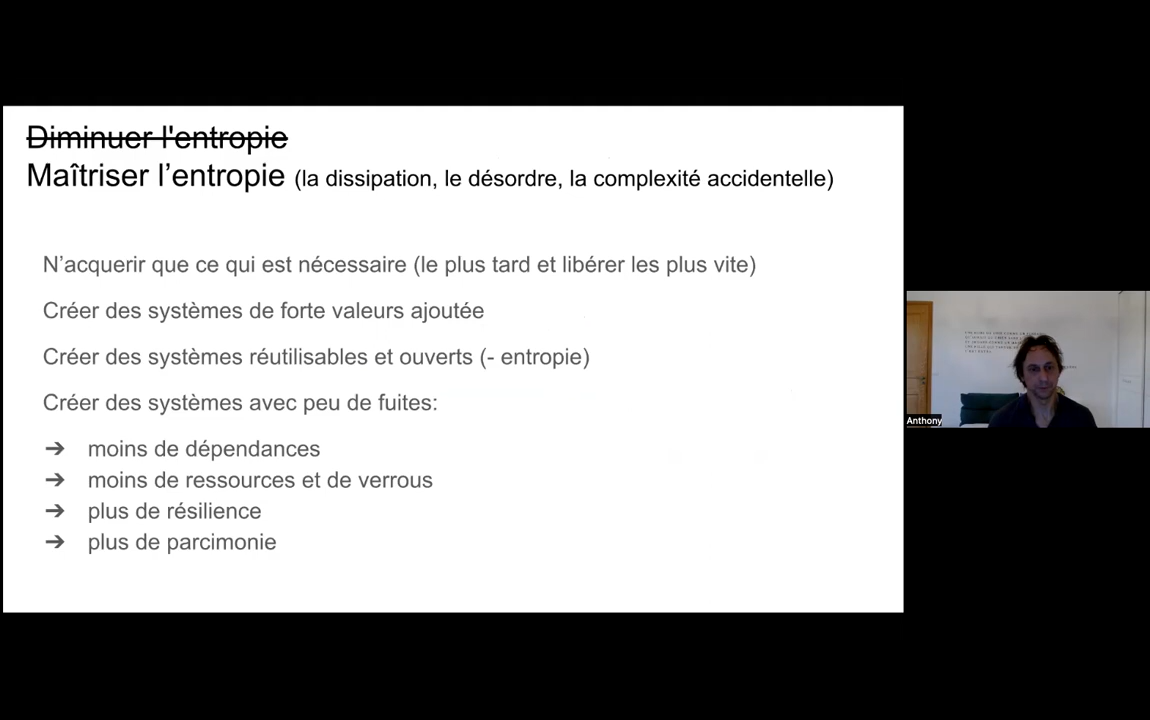 Diminuer l'entropie
Maîtriser l’entropie (la dissipation, le désordre, la complexité accidentelle)
N’acquerir que ce qui est nécessaire (le plus tard et libérer les plus vite)
Créer des systèmes de forte valeurs ajoutée
Créer des systèmes réutilisables et ouverts (- entropie)
Créer des systèmes avec peu de fuites:
➔ moins de dépendances
➔ moins de ressources et de verrous
➔ plus de résilience
➔ plus de parcimonie
Anthony